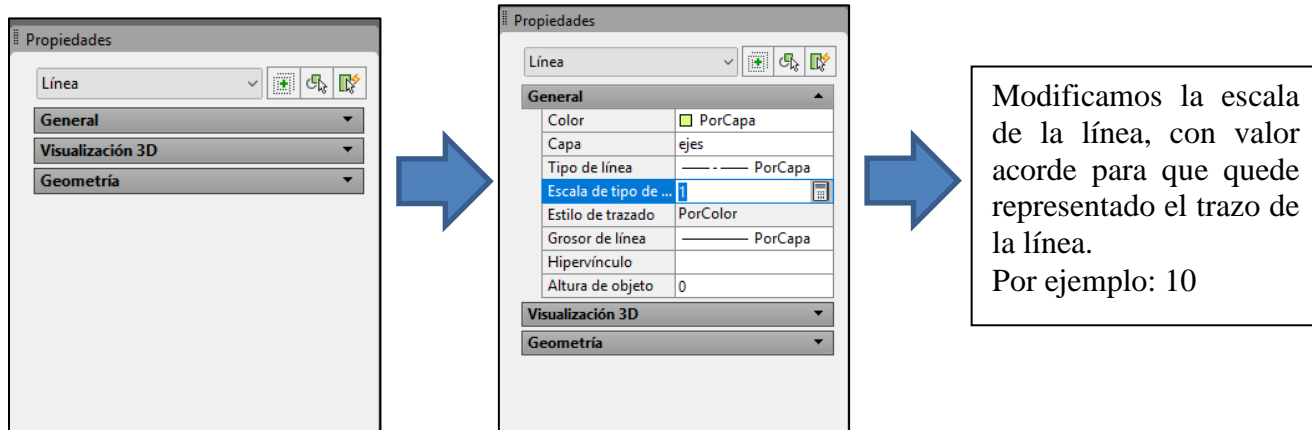 Propiedades
Línea
General
Visualización 3D
Geometría
Propiedades
Línea
General
Color PorCapa
Capa ejes
Tipo de línea PorCapa
Escala de tipo de ... 1
Estilo de trazado PorColor
Grosor de línea PorCapa
Hipervínculo
Altura de objeto 0
Visualización 3D
Geometría
Modificamos la escala
de la línea, con valor
acorde para que quede
representado el trazo de
la línea.
Por ejemplo: 10